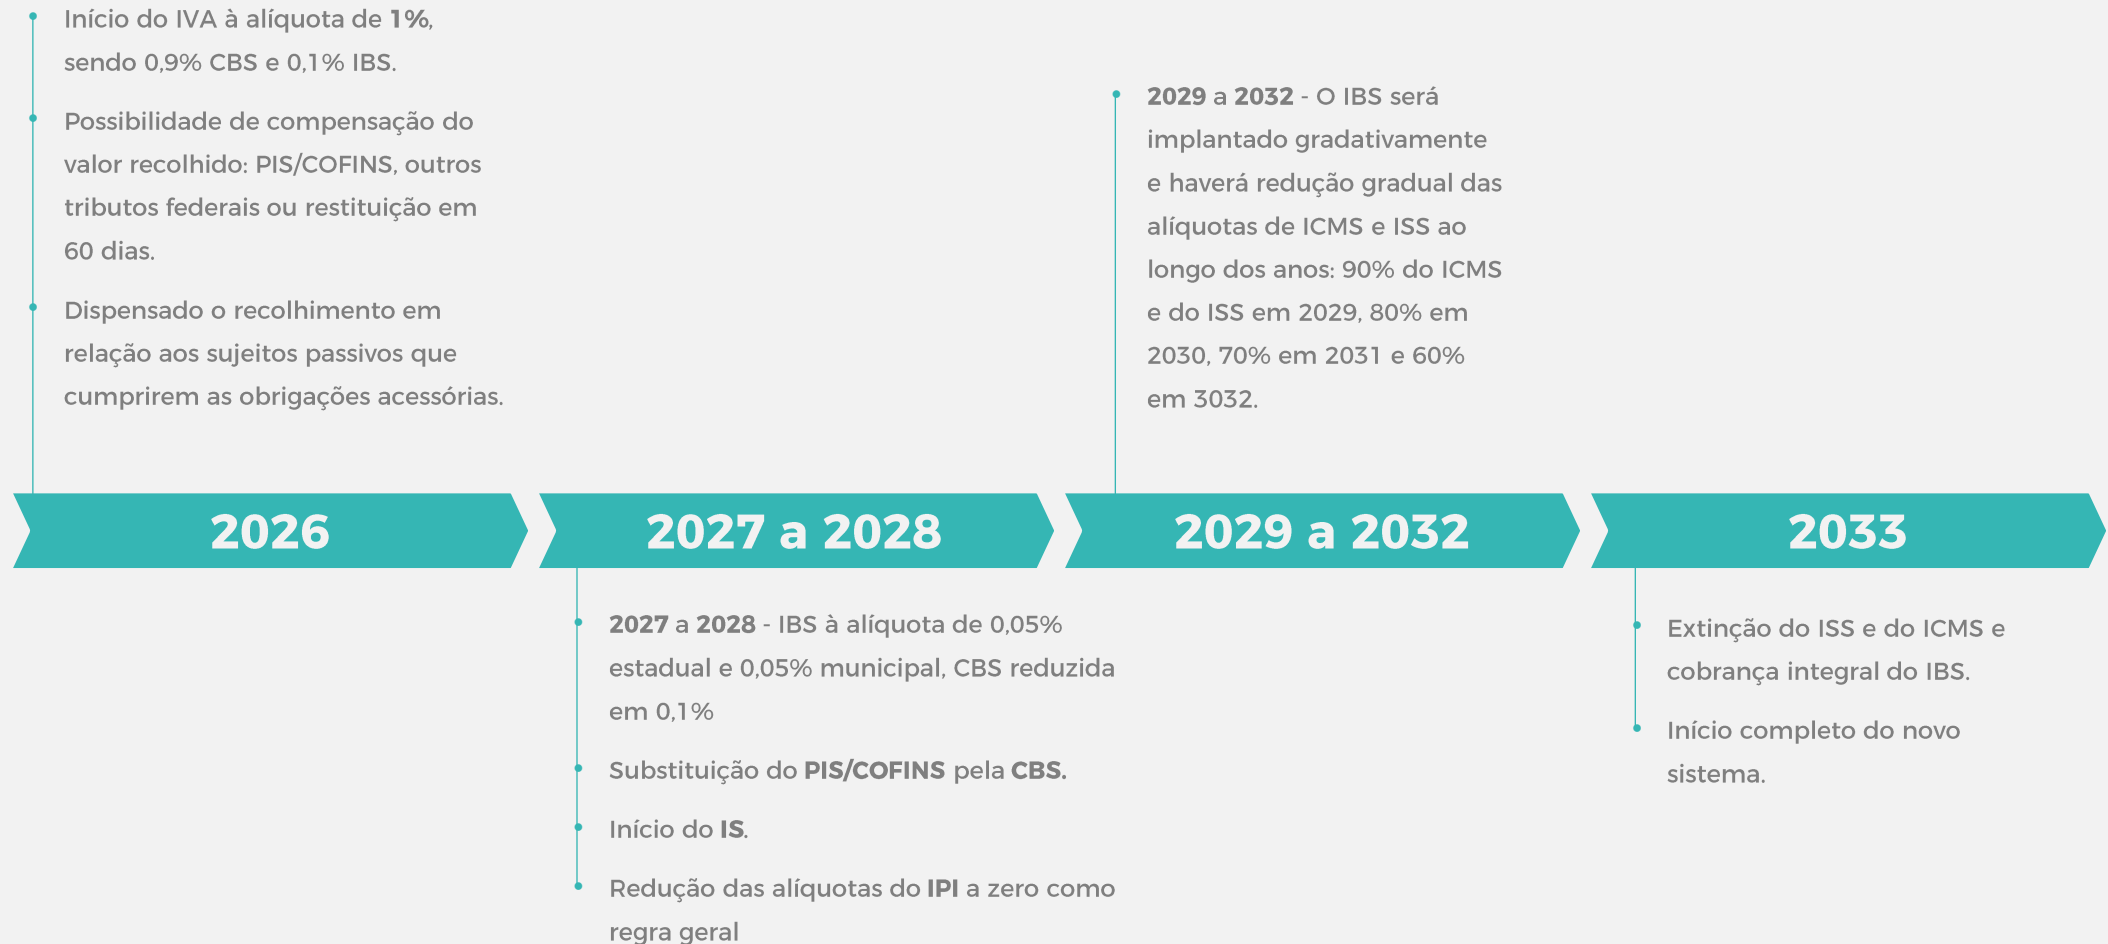 Início do IVA à alíquota de 1%,
sendo 0,9% CBS e 0,1% IBS.
Possibilidade de compensação do
valor recolhido: PIS/COFINS, outros
tributos federais ou restituição em
60 dias.
Dispensado o recolhimento em
relação aos sujeitos passivos que
cumprirem as obrigações acessórias.
2029 a 2032 - O IBS será
implantado gradativamente
e haverá redução gradual das
alíquotas de ICMS e ISS ao
longo dos anos: 90% do ICMS
e do ISS em 2029, 80% em
2030, 70% em 2031 e 60%
em 3032.
2026
2027 a 2028
2029 a 2032
2033
2027 a 2028 - IBS à alíquota de 0,05%
estadual e 0,05% municipal, CBS reduzida
em 0,1%
Substituição do PIS/COFINS pela CBS.
Início do IS.
Redução das alíquotas do IPI a zero como
regra geral
Extinção do ISS e do ICMS e
cobrança integral do IBS.
Início completo do novo
sistema.